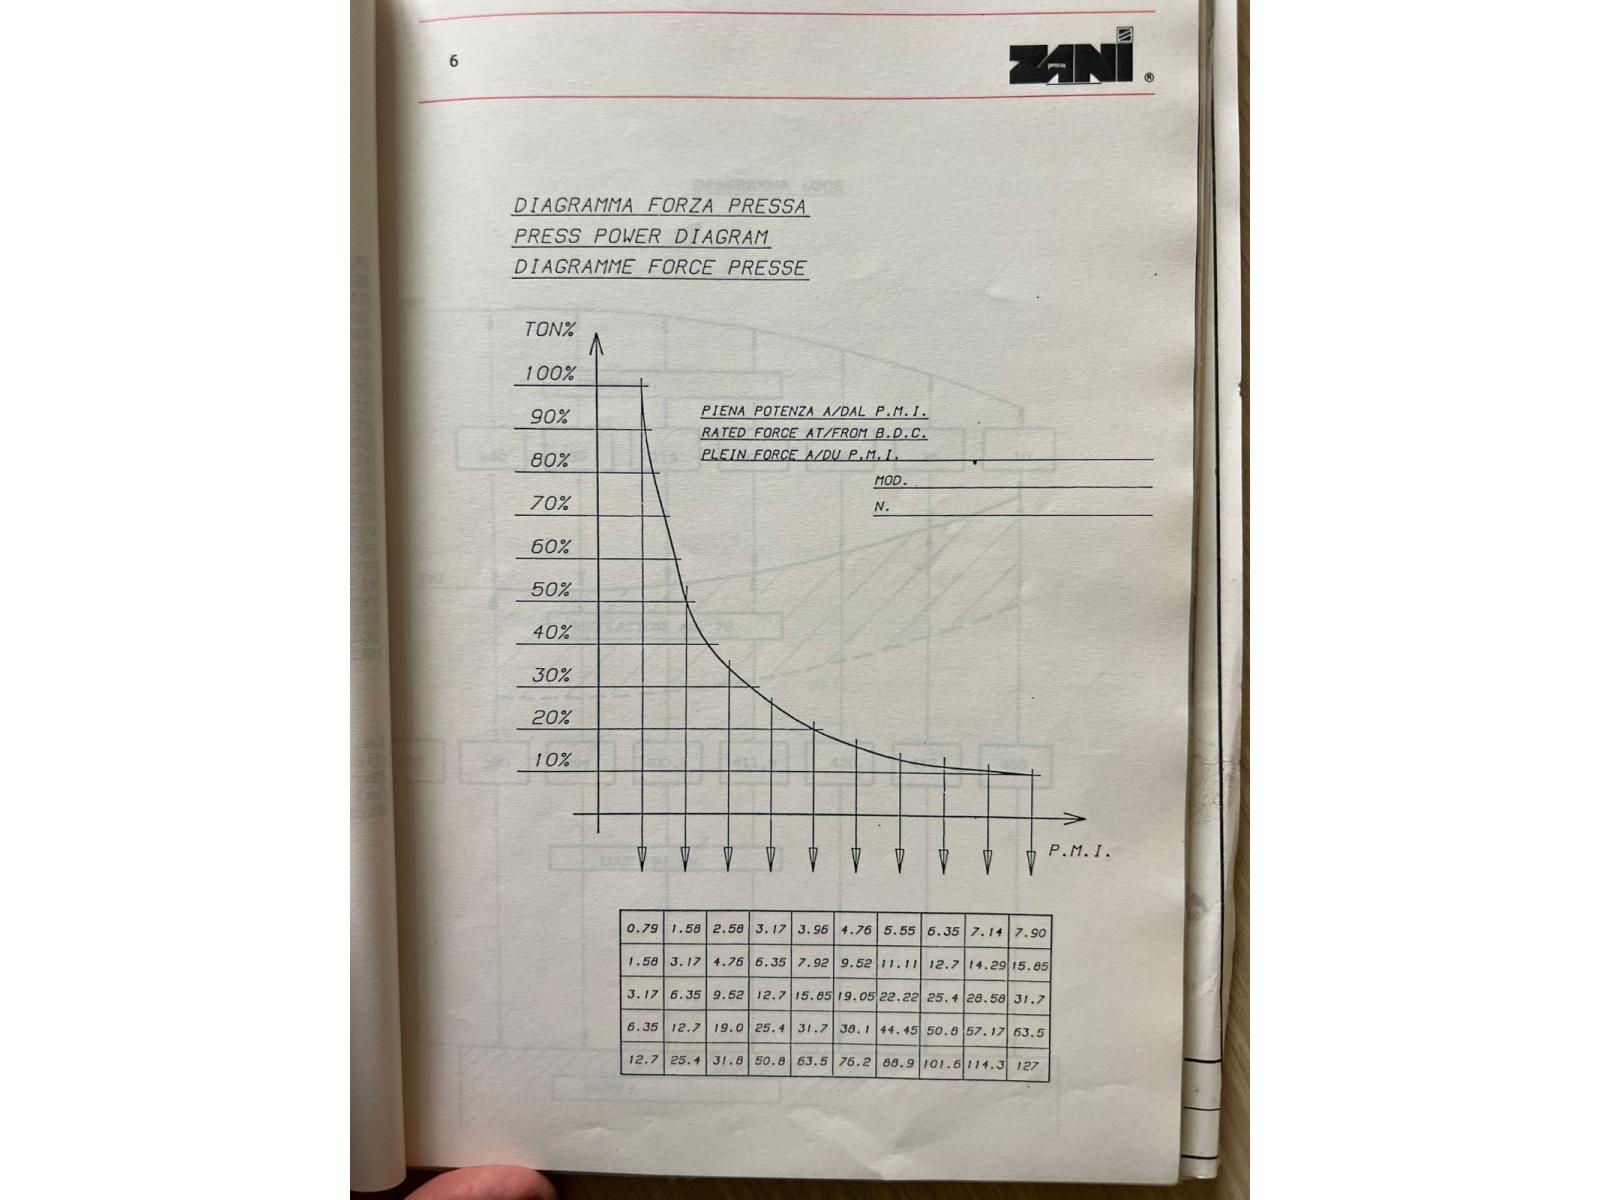 6
ZANI
pressa
®
DIAGRAMMA FORZA PRESSA
PRESS POWER DIAGRAM
DIAGRAMME FORCE PRESSE
TON%
100%
90%
80%
70%
60%
50%
40%
30%
20%
10%
PIENA POTENZA A/DAL P.M.I.
RATED FORCE AT/FROM B.D.C.
PLEIN FORCE A/DU P.M.I.
MOD.
N.
P.M.I.
0.79 1.58 2.58 3.17 3.96 4.76 5.55 6.35 7.14 7.90
1.58 3.17 4.76 6.35 7.92 9.52 11.11 12.7 14.29 15.85
3.17 6.35 9.52 12.7 15.85 19.05 22.22 25.4 28.58 31.7
6.35 12.7 19.0 25.4 31.7 38.1 44.45 50.8 57.17 63.5
12.7 25.4 31.8 50.8 63.5 76.2 88.9 101.6 114.3 127